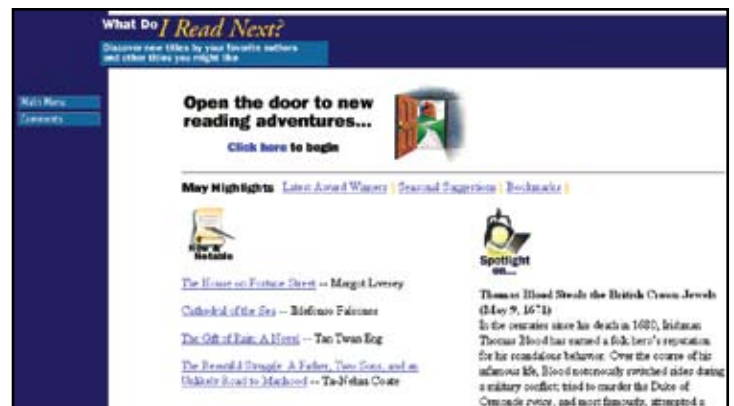 What Do I Read Next?
Discover new titles by your favorite authors
and other titles you might like
Main Menu
Comments
Open the door to new
reading adventures...
Click here to begin
May Highlights Latest Award Winners | Seasonal Suggestions | Bookmarks |
New &
Notable
The House on Fortune Street -- Margot Livesey
Cathedral of the Sea -- Ildefonso Falcones
The Gift of Rain: A Novel -- Tan Twan Eng
The Beautiful Struggle: A Father, Two Sons, and an
Unlikely Road to Manhood -- Ta-Nehisi Coate
Spotlight
on...
Thomas Blood Steals the British Crown Jewels
(May 9, 1671)
In the centuries since his death in 1680, Irishman
Thomas Blood has earned a folk hero's reputation
for his scandalous behavior. Over the course of his
infamous life, Blood notoriously switched sides during
a military conflict; tried to murder the Duke of
Ormonde twice, and most famously, attempted a